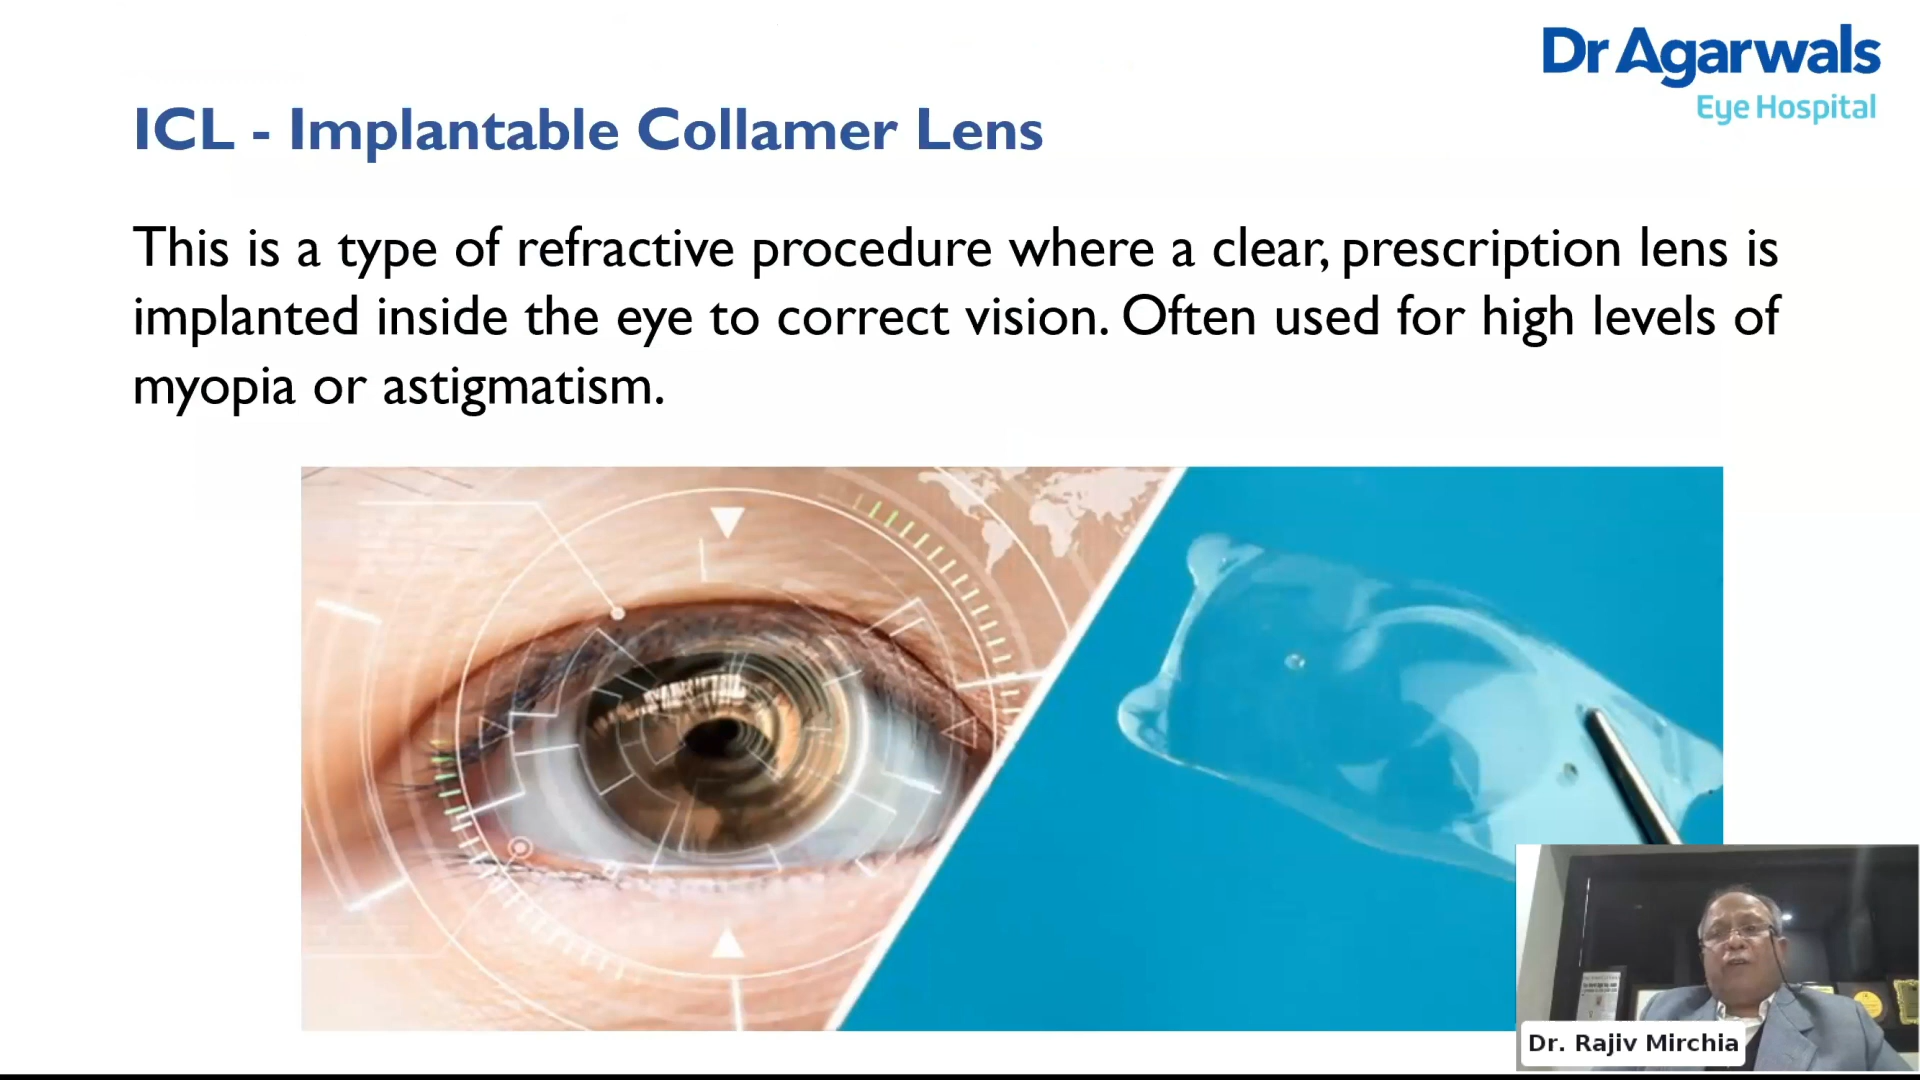 Dr Agarwals
Eye Hospital
ICL - Implantable Collamer Lens
This is a type of refractive procedure where a clear, prescription lens is
implanted inside the eye to correct vision. Often used for high levels of
myopia or astigmatism.
Dr. Rajiv Mirchia